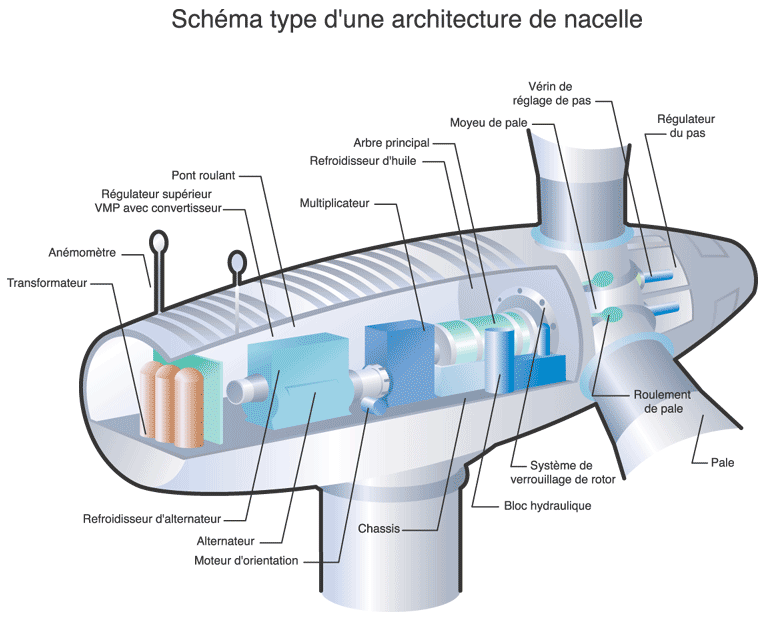 Schéma type d'une architecture de nacelle
Vérin de
réglage de pas
Moyeu de pale
Régulateur
du pas
Arbre principal
Refroidisseur d'huile
Pont roulant
Régulateur supérieur
VMP avec convertisseur
Multiplicateur
Anémomètre
Transformateur
Roulement
de pale
Pale
Système de
verrouillage de rotor
Bloc hydraulique
Refroidisseur d'alternateur
Chassis
Alternateur
Moteur d'orientation